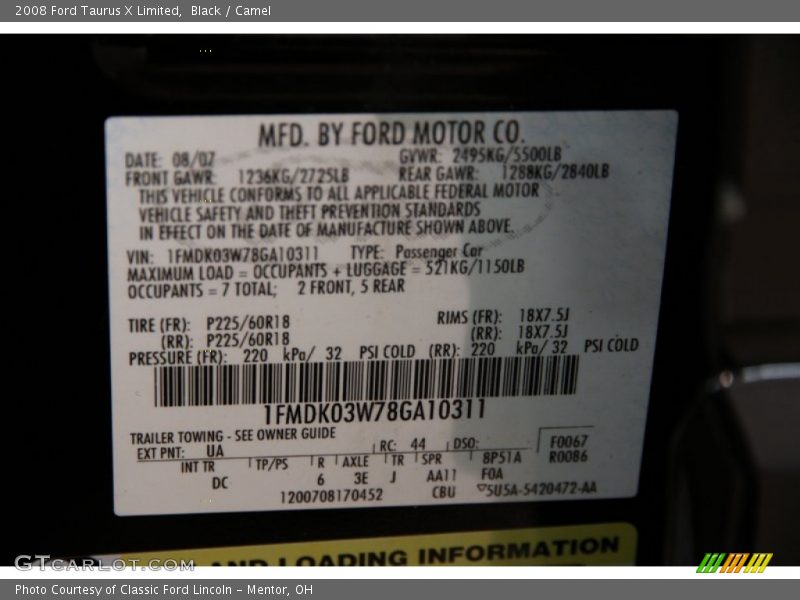 2008 Ford Taurus X Limited, Black / Camel
MFD. BY FORD MOTOR CO.
DATE: 08/07 GVWR: 2495KG/5500LB
FRONT GAWR: 1236KG/2725LB REAR GAWR: 1288KG/2840LB
THIS VEHICLE CONFORMS TO ALL APPLICABLE FEDERAL MOTOR
VEHICLE SAFETY AND THEFT PREVENTION STANDARDS
IN EFFECT ON THE DATE OF MANUFACTURE SHOWN ABOVE.
VIN: 1FMDK03W78GA10311 TYPE: Passenger Car
MAXIMUM LOAD = OCCUPANTS + LUGGAGE = 521KG/1150LB
OCCUPANTS = 7 TOTAL; 2 FRONT, 5 REAR
TIRE (FR): P225/60R18 RIMS (FR): 18X7.5J
(RR): P225/60R18 (RR): 18X7.5J
PRESSURE (FR): 220 kPa/ 32 PSI COLD (RR): 220 kPa/ 32 PSI COLD
1FMDK03W78GA10311
TRAILER TOWING - SEE OWNER GUIDE
EXT PNT: UA RC: 44 DSO: F0067
INT TR TP/PS R AXLE TR SPR 8P51A R0086
DC 6 3E J AA11 F0A
1200708170452 CBU 5U5A-5420472-AA
AND LOADING INFORMATION
GTcarlot.com
Photo Courtesy of Classic Ford Lincoln - Mentor, OH